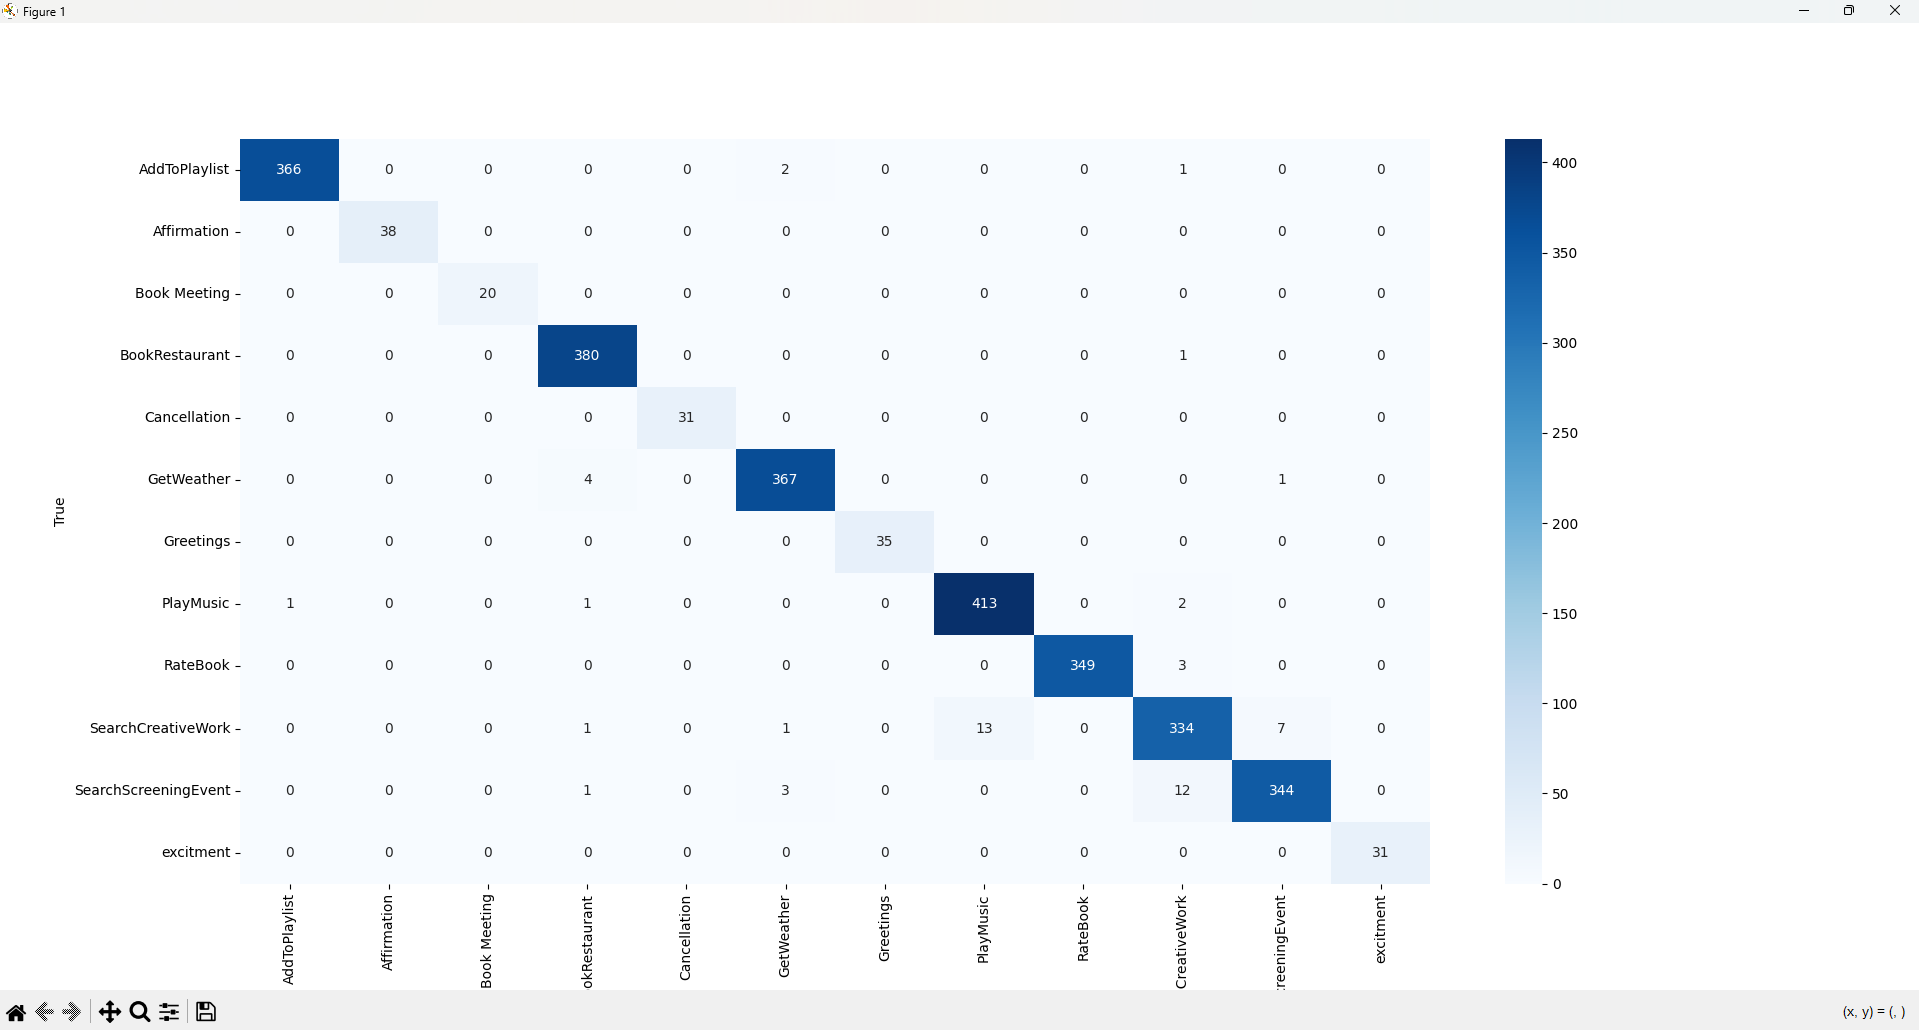 Figure 1
AddToPlaylist 366 0 0 0 0 2 0 0 0 1 0 0
Affirmation 0 38 0 0 0 0 0 0 0 0 0 0
Book Meeting 0 0 20 0 0 0 0 0 0 0 0 0
BookRestaurant 0 0 0 380 0 0 0 0 0 1 0 0
Cancellation 0 0 0 0 31 0 0 0 0 0 0 0
GetWeather 0 0 0 4 0 367 0 0 0 0 1 0
Greetings 0 0 0 0 0 0 35 0 0 0 0 0
PlayMusic 1 0 0 1 0 0 0 413 0 2 0 0
RateBook 0 0 0 0 0 0 0 0 349 3 0 0
SearchCreativeWork 0 0 0 1 0 1 0 13 0 334 7 0
SearchScreeningEvent 0 0 0 1 0 3 0 0 0 12 344 0
excitment 0 0 0 0 0 0 0 0 0 0 0 31
True
AddToPlaylist
Affirmation
Book Meeting
okRestaurant
Cancellation
GetWeather
Greetings
PlayMusic
RateBook
CreativeWork
creeningEvent
excitment
400
350
300
250
200
150
100
50
0
(x, y) = (, )